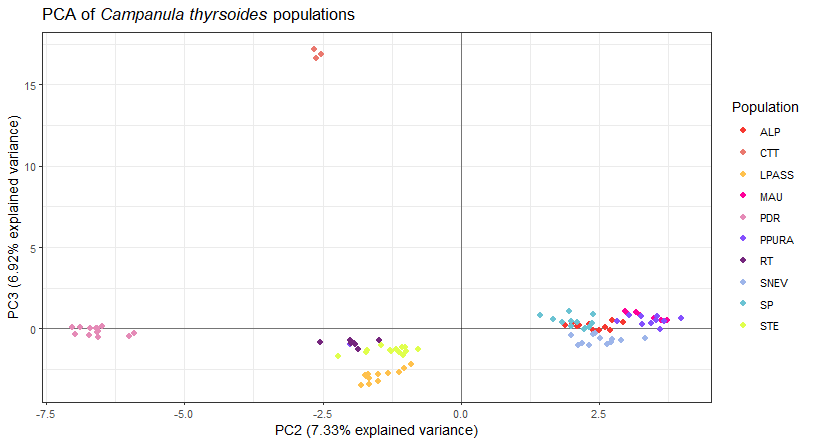 PCA of Campanula thyrsoides populations
PC3 (6.92% explained variance)
15
10
5
0
-7.5
-5.0
-2.5
0.0
2.5
PC2 (7.33% explained variance)
Population
ALP
CTT
LPASS
MAU
PDR
PPURA
RT
SNEV
SP
STE